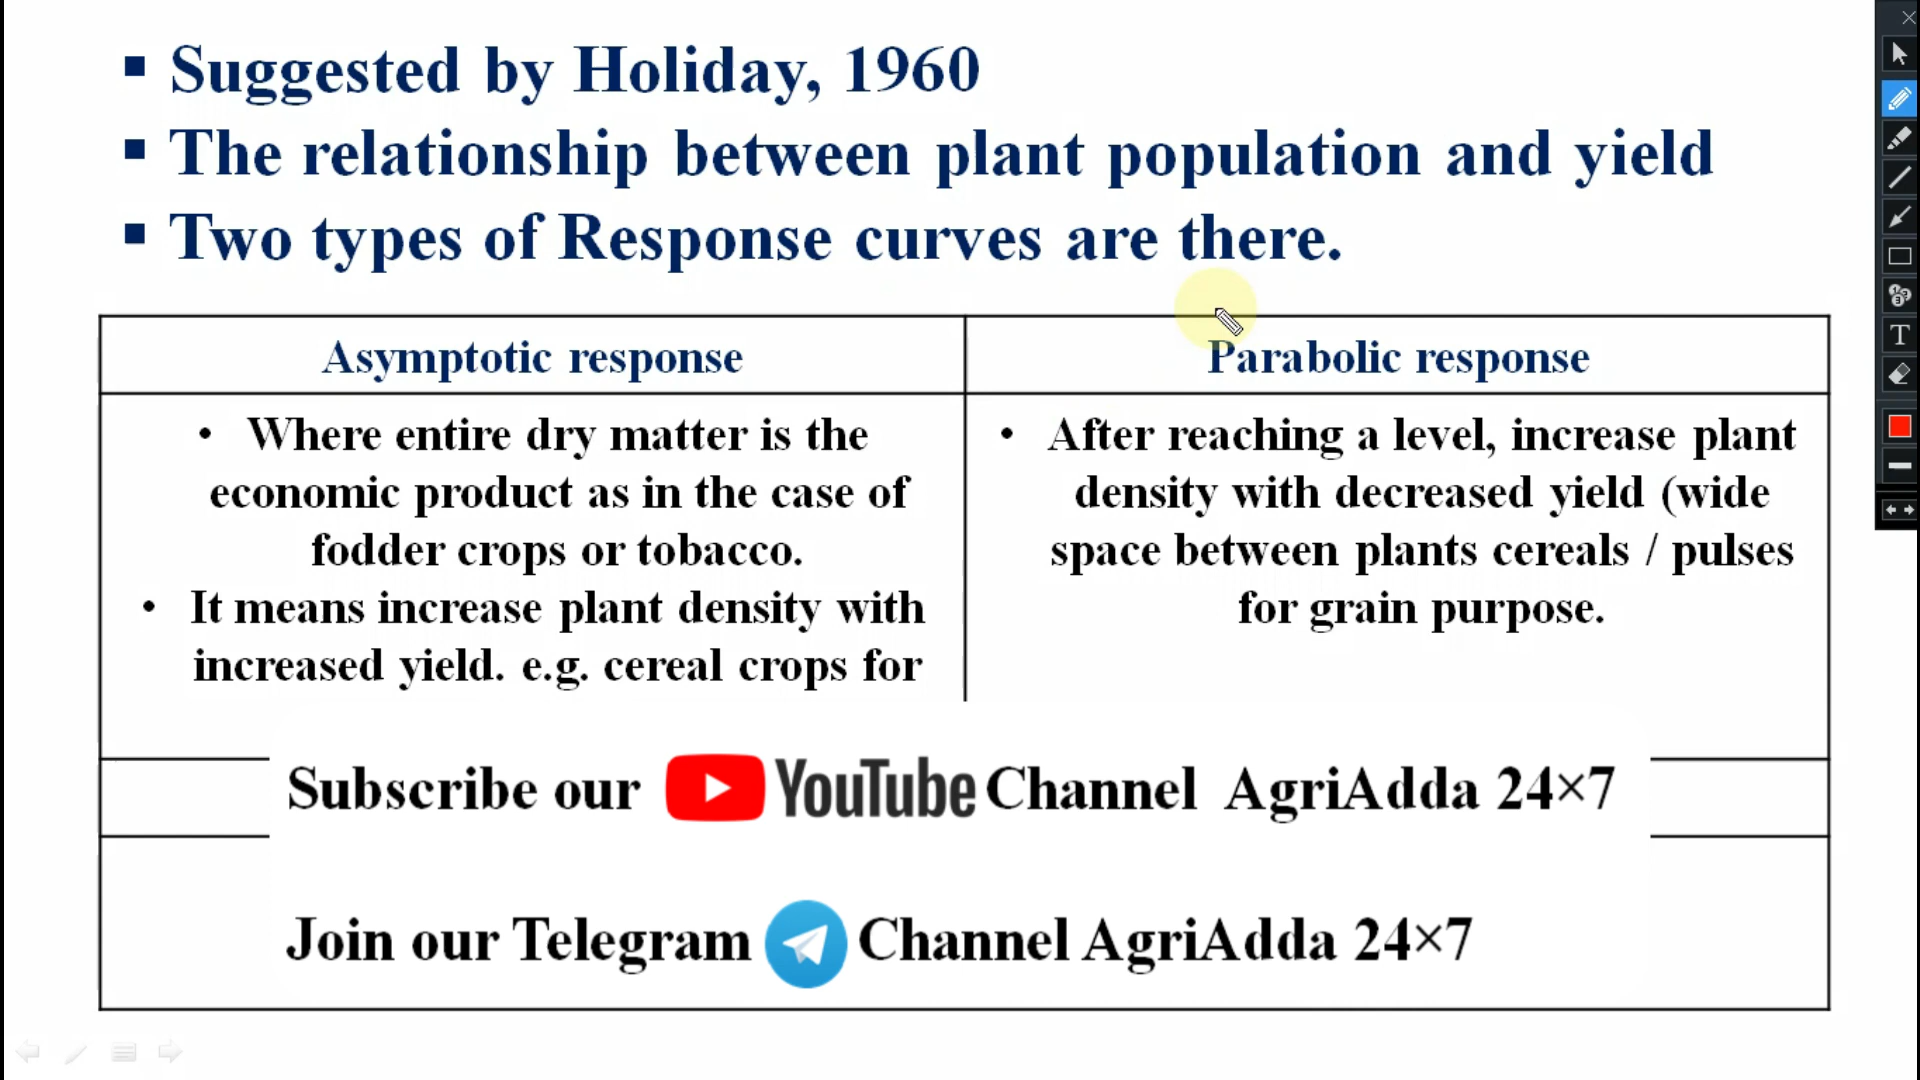 ▪ Suggested by Holiday, 1960
▪ The relationship between plant population and yield
▪ Two types of Response curves are there.
Asymptotic response
• Where entire dry matter is the
economic product as in the case of
fodder crops or tobacco.
• It means increase plant density with
increased yield. e.g. cereal crops for
Parabolic response
• After reaching a level, increase plant
density with decreased yield (wide
space between plants cereals / pulses
for grain purpose.
Subscribe our YouTube Channel AgriAdda 24×7
Join our Telegram Channel AgriAdda 24×7